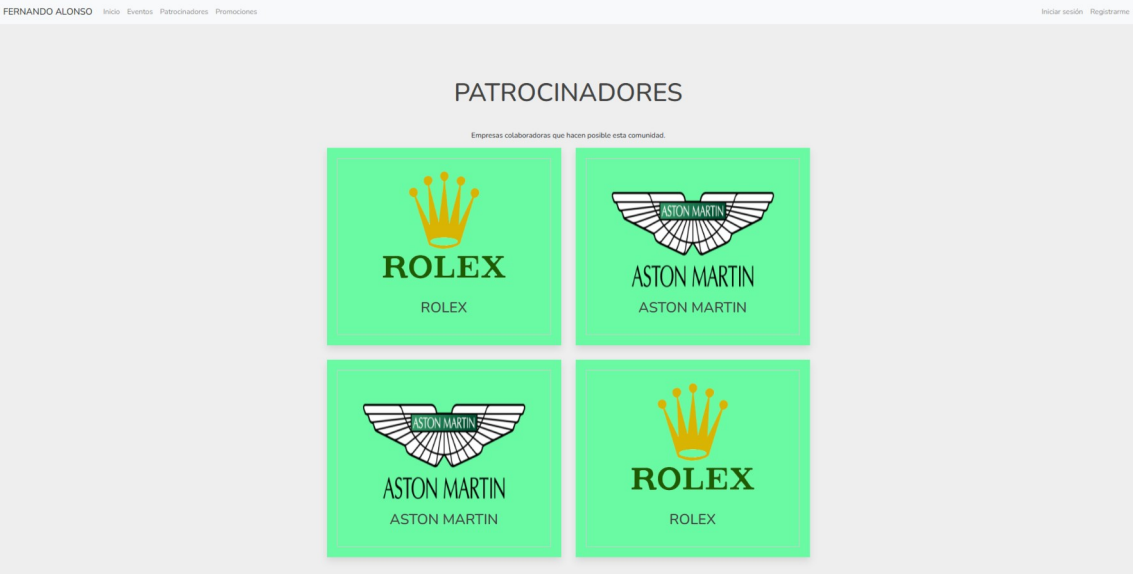 FERNANDO ALONSO Inicio Eventos Patrocinadores Promociones Iniciar sesión Registrarme
PATROCINADORES
Empresas colaboradoras que hacen posible esta comunidad.
ROLEX
ROLEX
ASTON MARTIN
ASTON MARTIN
ASTON MARTIN
ASTON MARTIN
ASTON MARTIN
ASTON MARTIN
ROLEX
ROLEX